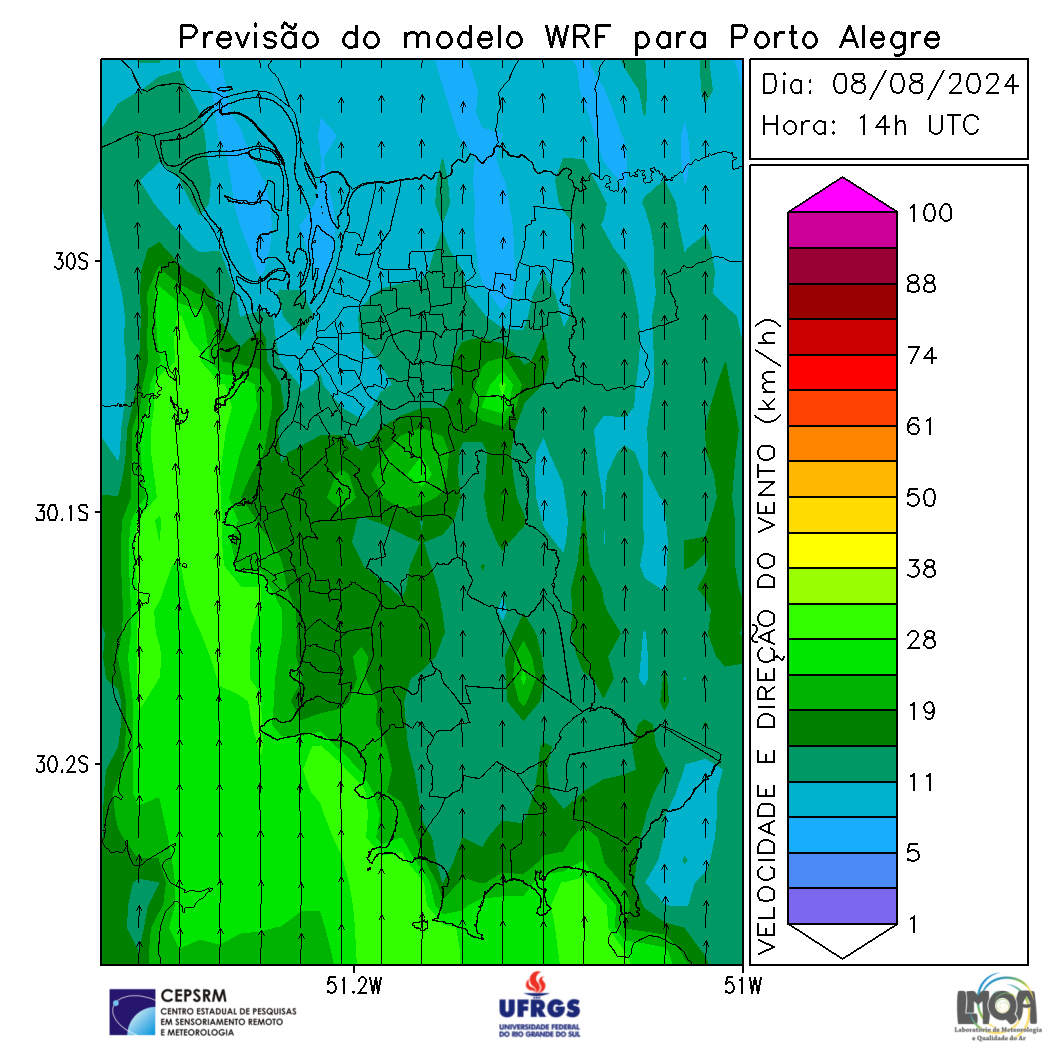 Previsão do modelo WRF para Porto Alegre
Dia: 08/08/2024
Hora: 14h UTC
30S
30.1S
30.2S
51.2W
51W
VELOCIDADE E DIREÇÃO DO VENTO (km/h)
100
88
74
61
50
38
28
19
11
5
1
CEPSRM
CENTRO ESTADUAL DE PESQUISAS
EM SENSORIAMENTO REMOTO
E METEOROLOGIA
UFRGS
UNIVERSIDADE FEDERAL
DO RIO GRANDE DO SUL
LMQA
Laboratório de Meteorologia
e Qualidade do Ar